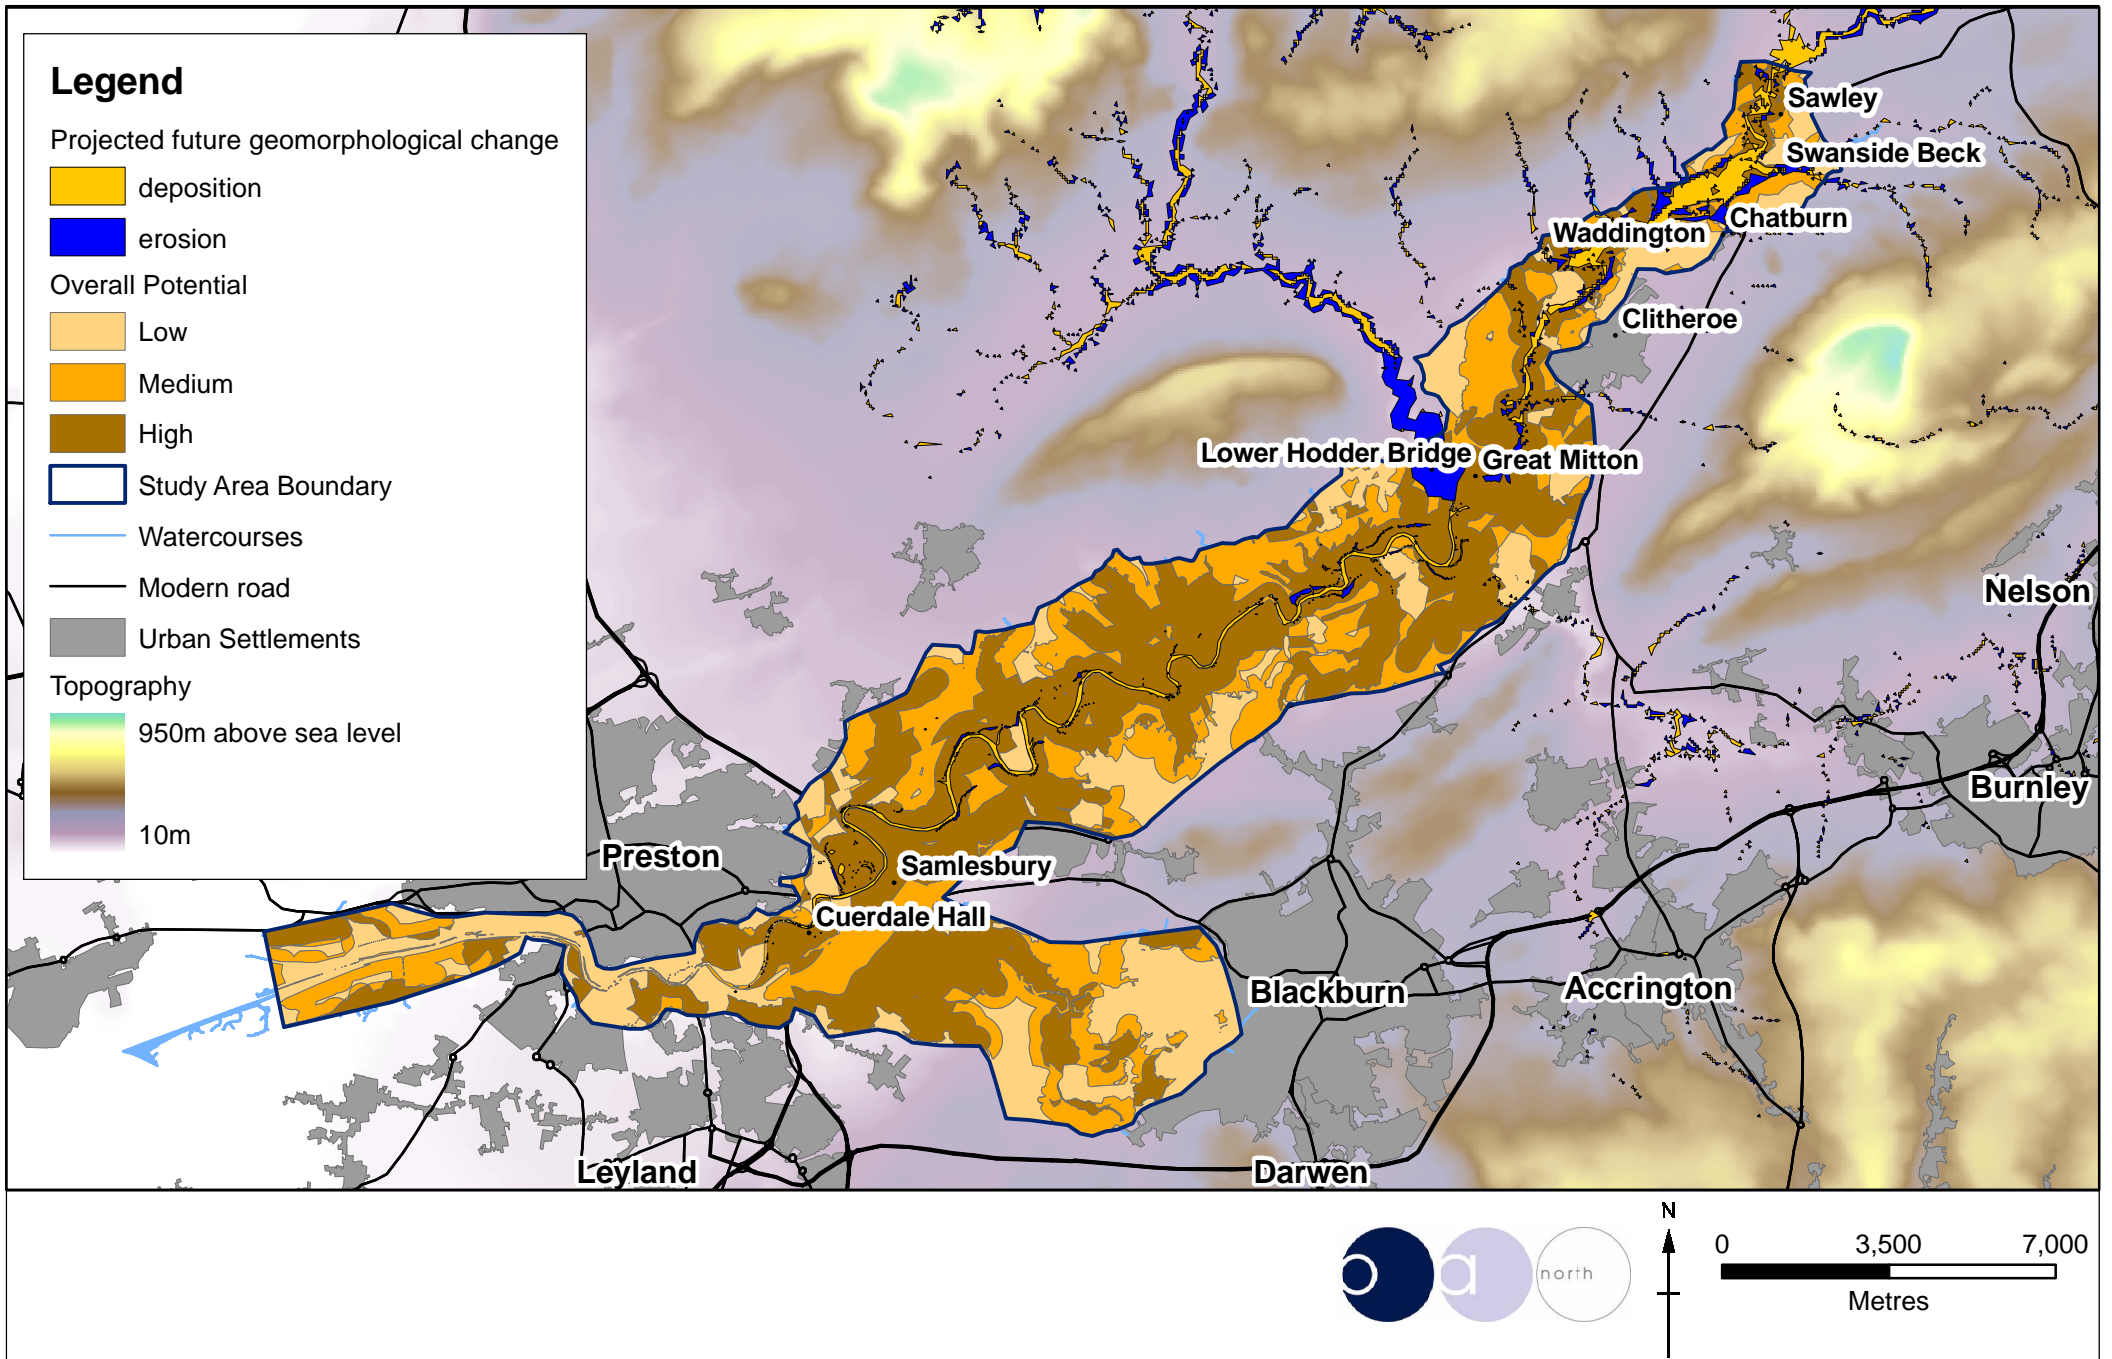 Legend
Projected future geomorphological change
deposition
erosion
Overall Potential
Low
Medium
High
Study Area Boundary
Watercourses
Modern road
Urban Settlements
Topography
950m above sea level
10m
Sawley
Swanside Beck
Chatburn
Waddington
Clitheroe
Lower Hodder Bridge
Great Mitton
Nelson
Burnley
Preston
Samlesbury
Cuerdale Hall
Blackburn
Accrington
Leyland
Darwen
o a north
N
0 3,500 7,000
Metres